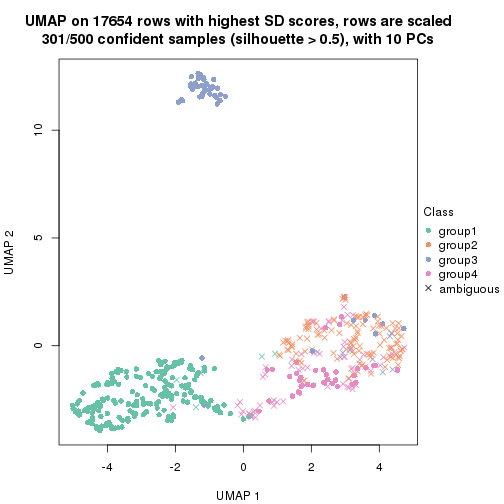 UMAP on 17654 rows with highest SD scores, rows are scaled
301/500 confident samples (silhouette > 0.5), with 10 PCs
10
5
0
UMAP 2
-4
-2
0
2
4
UMAP 1
Class
group1
group2
group3
group4
ambiguous